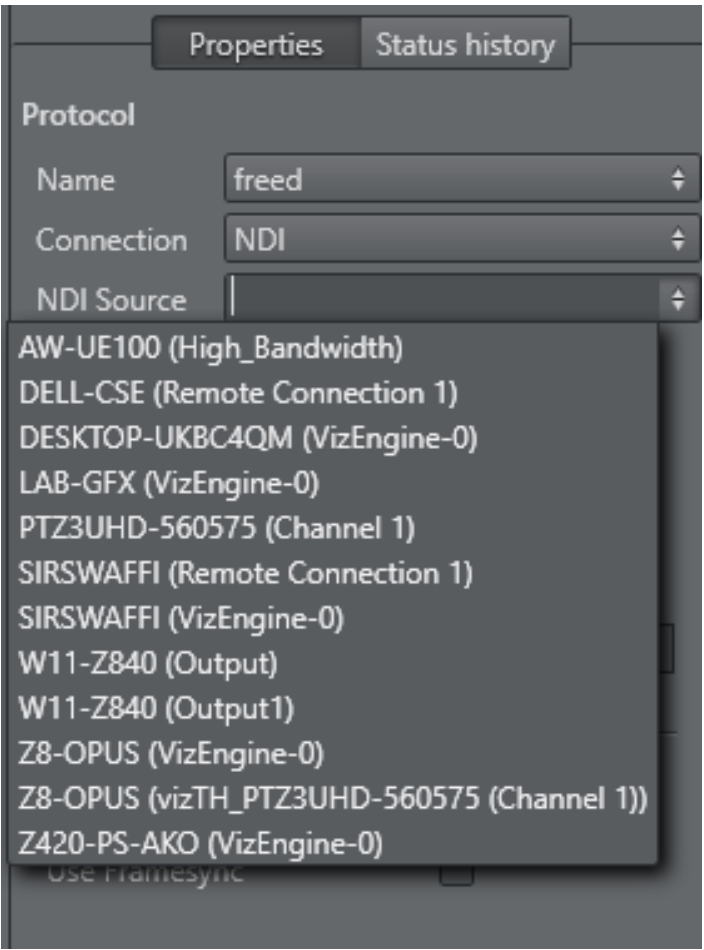 Properties Status history
Protocol
Name freed
Connection NDI
NDI Source
AW-UE100 (High_Bandwidth)
DELL-CSE (Remote Connection 1)
DESKTOP-UKBC4QM (VizEngine-0)
LAB-GFX (VizEngine-0)
PTZ3UHD-560575 (Channel 1)
SIRSWAFFI (Remote Connection 1)
SIRSWAFFI (VizEngine-0)
W11-Z840 (Output)
W11-Z840 (Output1)
Z8-OPUS (VizEngine-0)
Z8-OPUS (vizTH_PTZ3UHD-560575 (Channel 1))
Z420-PS-AKO (VizEngine-0)
Use Framesync